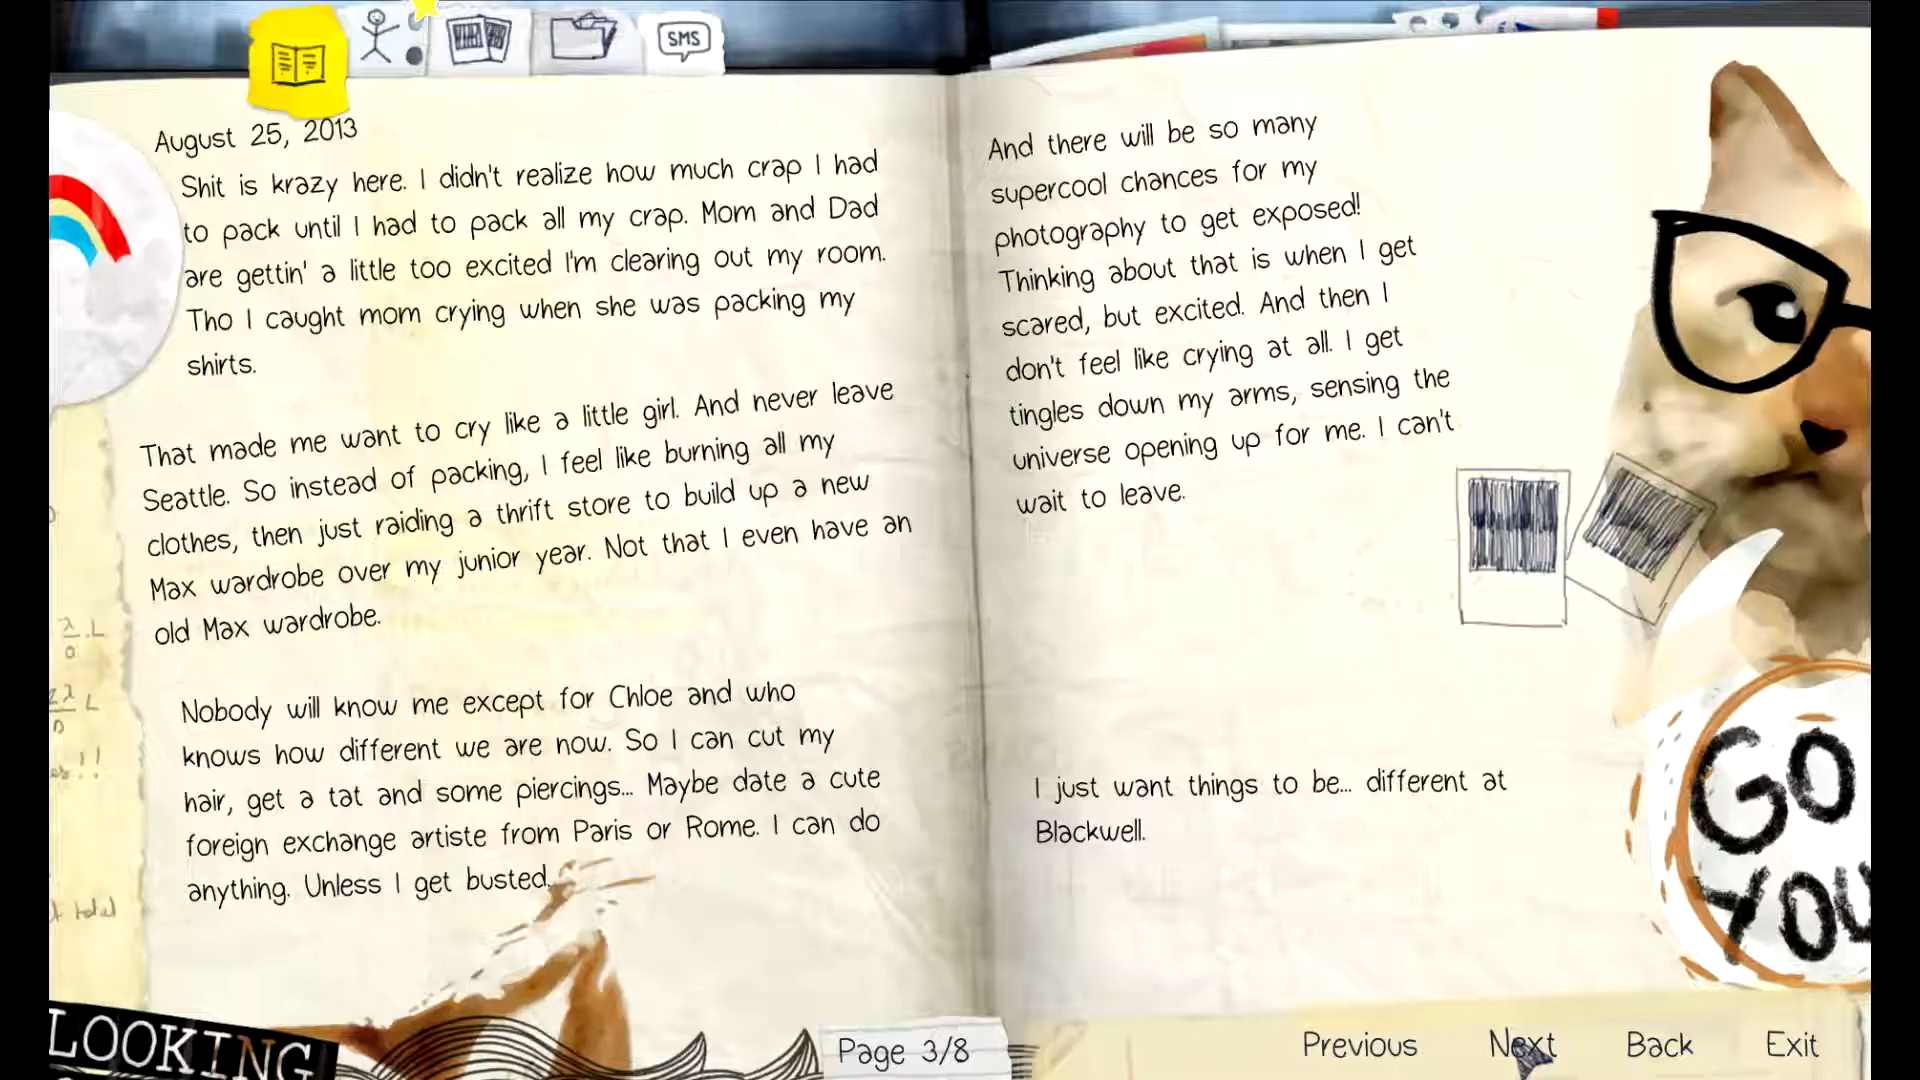 SMS
August 25, 2013
Shit is krazy here. I didn't realize how much crap I had
to pack until I had to pack all my crap. Mom and Dad
are gettin' a little too excited I'm clearing out my room.
Tho I caught mom crying when she was packing my
shirts.
That made me want to cry like a little girl. And never leave
Seattle. So instead of packing, I feel like burning all my
clothes, then just raiding a thrift store to build up a new
Max wardrobe over my junior year. Not that I even have an
old Max wardrobe.
Nobody will know me except for Chloe and who
knows how different we are now. So I can cut my
hair, get a tat and some piercings... Maybe date a cute
foreign exchange artiste from Paris or Rome. I can do
anything. Unless I get busted.
And there will be so many
supercool chances for my
photography to get exposed!
Thinking about that is when I get
scared, but excited. And then I
don't feel like crying at all. I get
tingles down my arms, sensing the
universe opening up for me. I can't
wait to leave.
I just want things to be... different at
Blackwell.
GO
YOU
LOOKING
Page 3/8
Previous
Next
Back
Exit